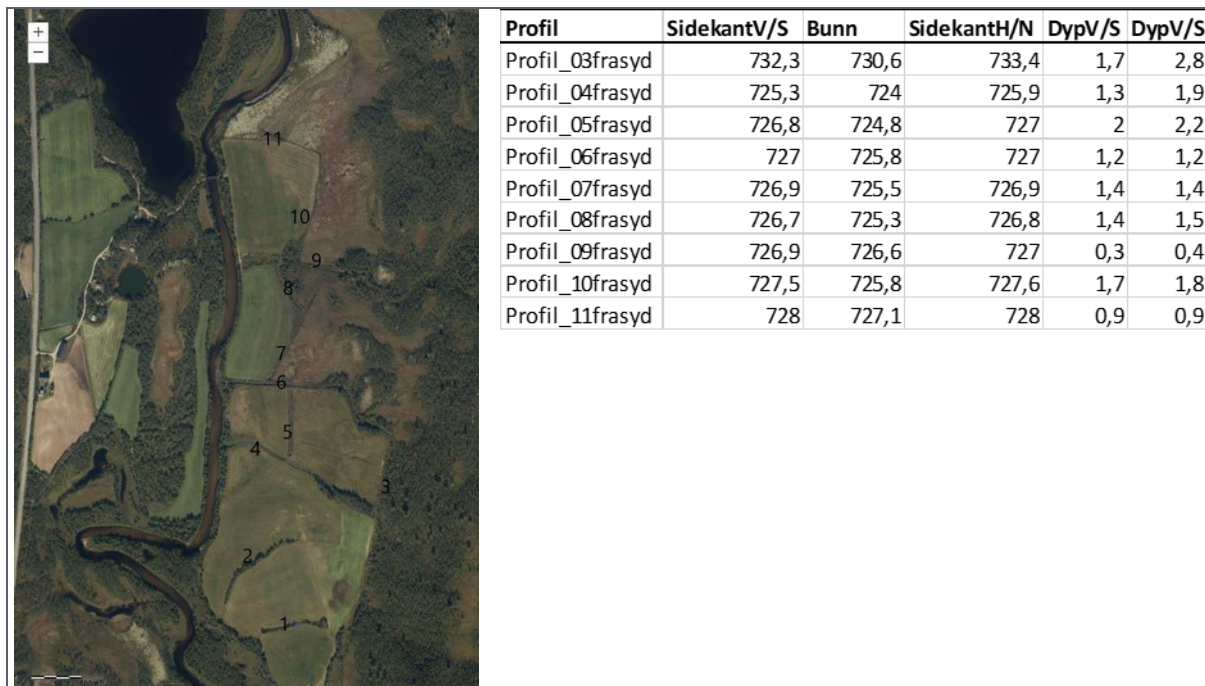 +
−
11
10
9
8
7
6
5
4
3
2
1
Profil SidekantV/S Bunn SidekantH/N DypV/S DypV/S
Profil_03frasyd 732,3 730,6 733,4 1,7 2,8
Profil_04frasyd 725,3 724 725,9 1,3 1,9
Profil_05frasyd 726,8 724,8 727 2 2,2
Profil_06frasyd 727 725,8 727 1,2 1,2
Profil_07frasyd 726,9 725,5 726,9 1,4 1,4
Profil_08frasyd 726,7 725,3 726,8 1,4 1,5
Profil_09frasyd 726,9 726,6 727 0,3 0,4
Profil_10frasyd 727,5 725,8 727,6 1,7 1,8
Profil_11frasyd 728 727,1 728 0,9 0,9